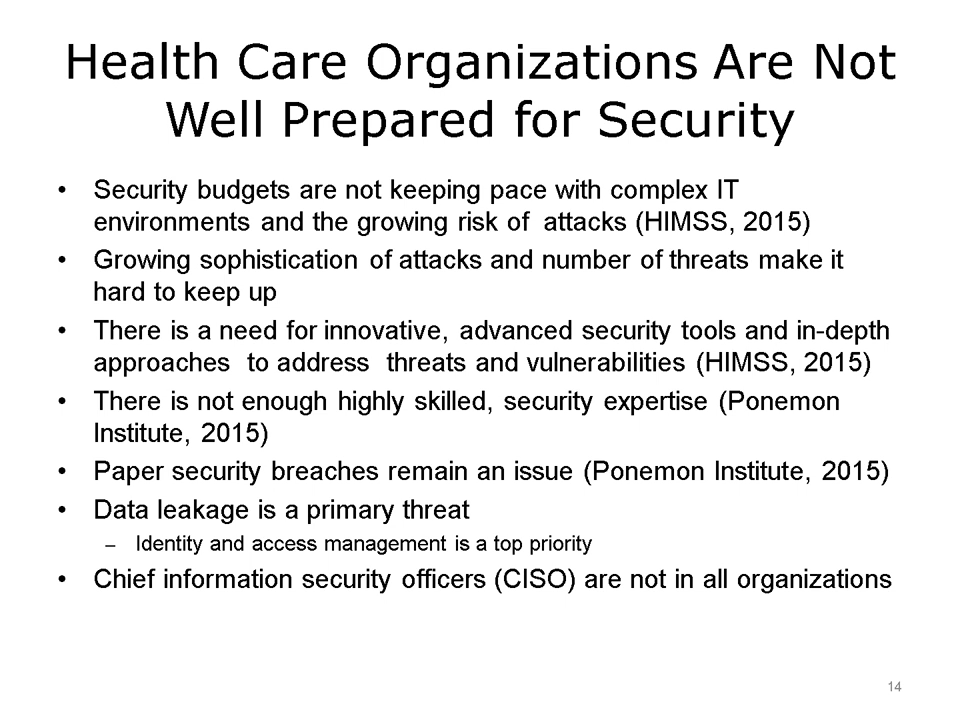 Health Care Organizations Are Not
Well Prepared for Security
• Security budgets are not keeping pace with complex IT
environments and the growing risk of attacks (HIMSS, 2015)
• Growing sophistication of attacks and number of threats make it
hard to keep up
• There is a need for innovative, advanced security tools and in-depth
approaches to address threats and vulnerabilities (HIMSS, 2015)
• There is not enough highly skilled, security expertise (Ponemon
Institute, 2015)
• Paper security breaches remain an issue (Ponemon Institute, 2015)
• Data leakage is a primary threat
– Identity and access management is a top priority
• Chief information security officers (CISO) are not in all organizations
14